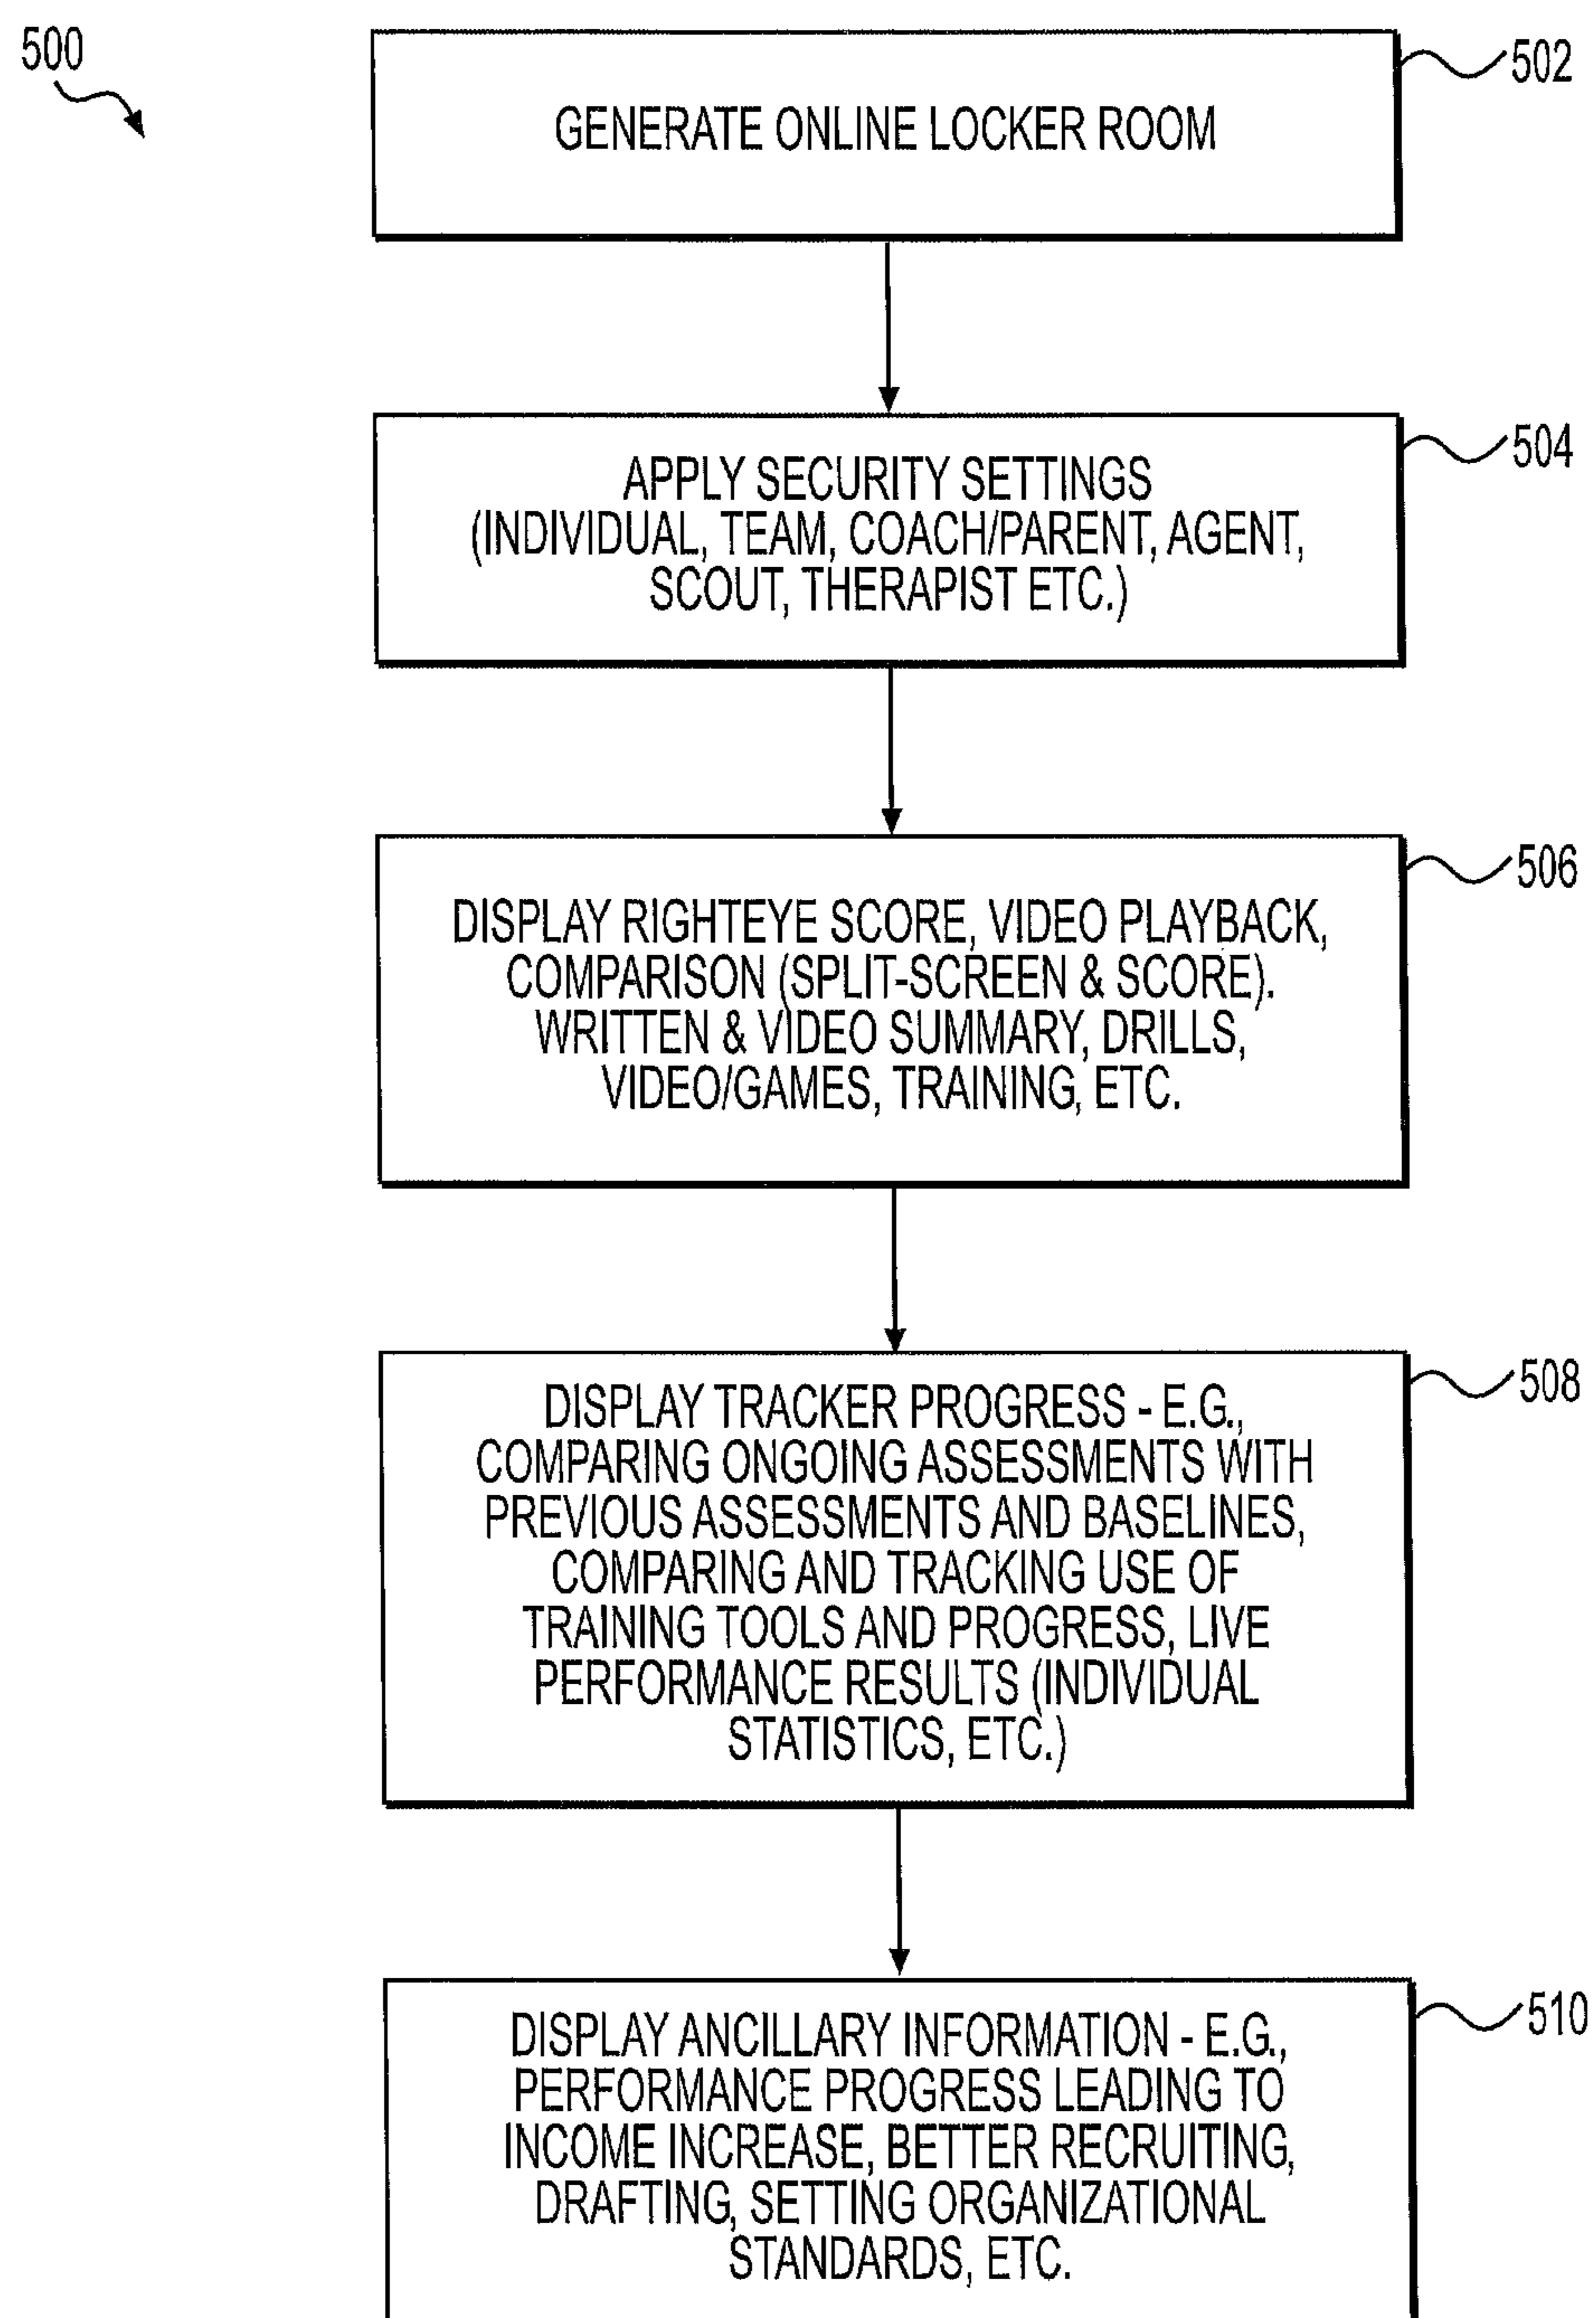 500
GENERATE ONLINE LOCKER ROOM
502
APPLY SECURITY SETTINGS
(INDIVIDUAL, TEAM, COACH/PARENT, AGENT,
SCOUT, THERAPIST ETC.)
504
DISPLAY RIGHTEYE SCORE, VIDEO PLAYBACK,
COMPARISON (SPLIT-SCREEN & SCORE).
WRITTEN & VIDEO SUMMARY, DRILLS,
VIDEO/GAMES, TRAINING, ETC.
506
DISPLAY TRACKER PROGRESS - E.G.,
COMPARING ONGOING ASSESSMENTS WITH
PREVIOUS ASSESSMENTS AND BASELINES,
COMPARING AND TRACKING USE OF
TRAINING TOOLS AND PROGRESS, LIVE
PERFORMANCE RESULTS (INDIVIDUAL
STATISTICS, ETC.)
508
DISPLAY ANCILLARY INFORMATION - E.G.,
PERFORMANCE PROGRESS LEADING TO
INCOME INCREASE, BETTER RECRUITING,
DRAFTING, SETTING ORGANIZATIONAL
STANDARDS, ETC.
510